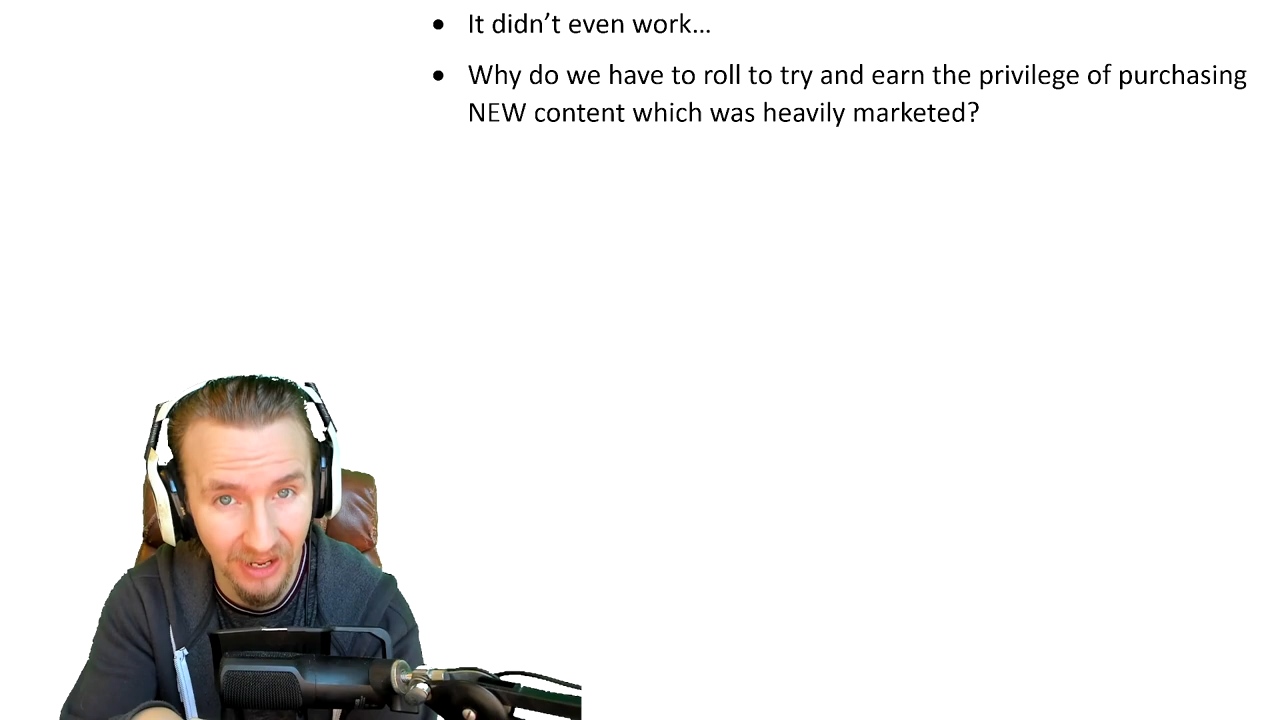 • It didn’t even work…
• Why do we have to roll to try and earn the privilege of purchasing
NEW content which was heavily marketed?